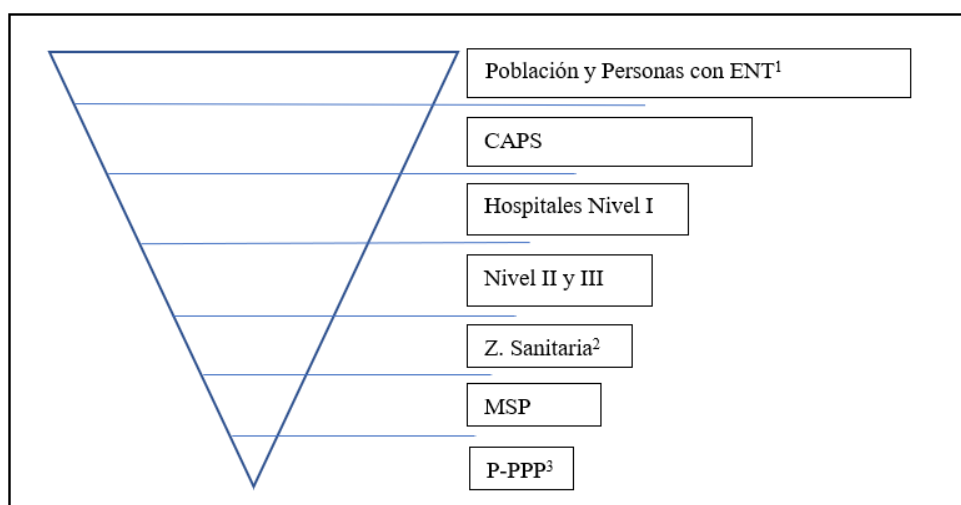 Población y Personas con ENT¹
CAPS
Hospitales Nivel I
Nivel II y III
Z. Sanitaria²
MSP
P-PPP³